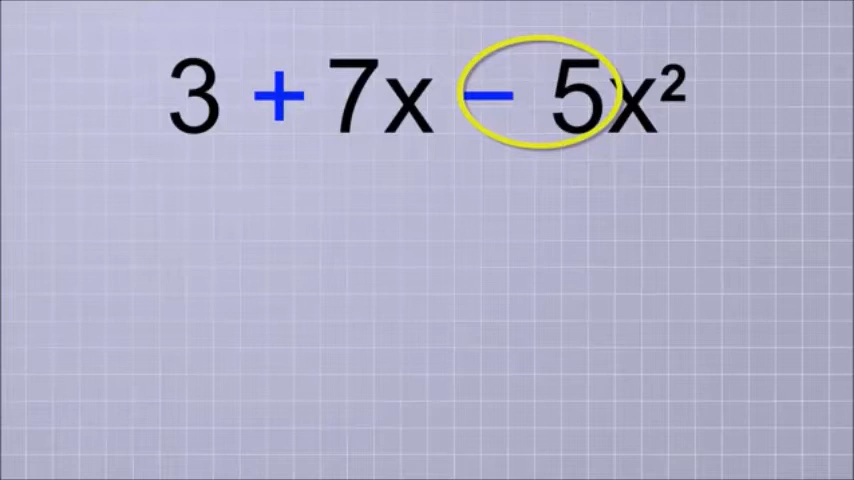 3 + 7x − 5x²